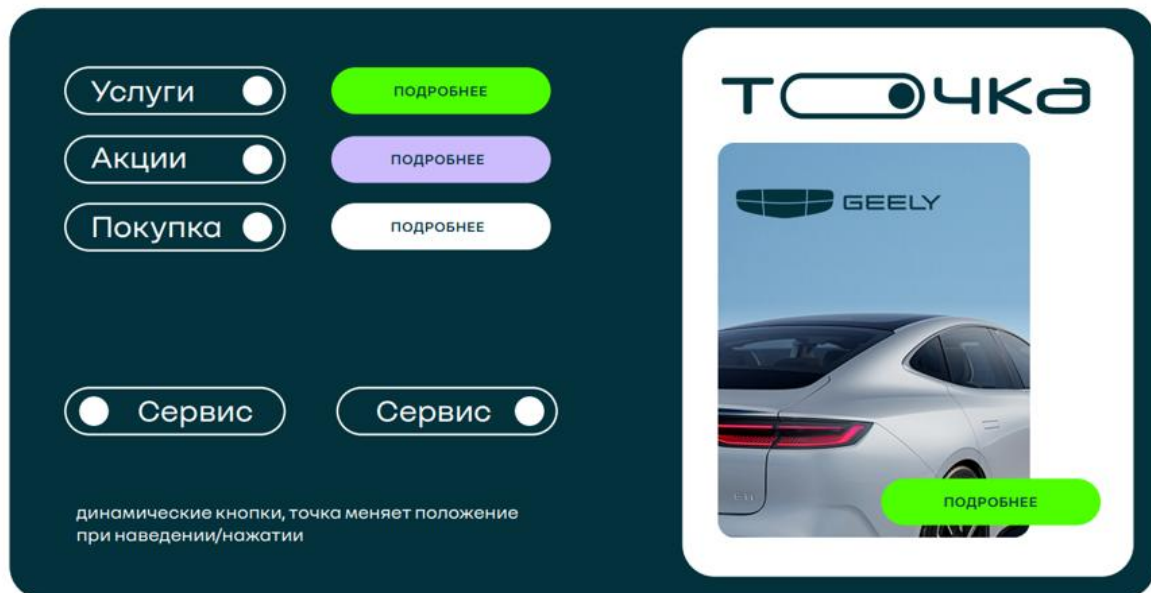 Услуги
ПОДРОБНЕЕ
Акции
ПОДРОБНЕЕ
Покупка
ПОДРОБНЕЕ
Сервис
Сервис
динамические кнопки, точка меняет положение
при наведении/нажатии
точка
GEELY
ПОДРОБНЕЕ